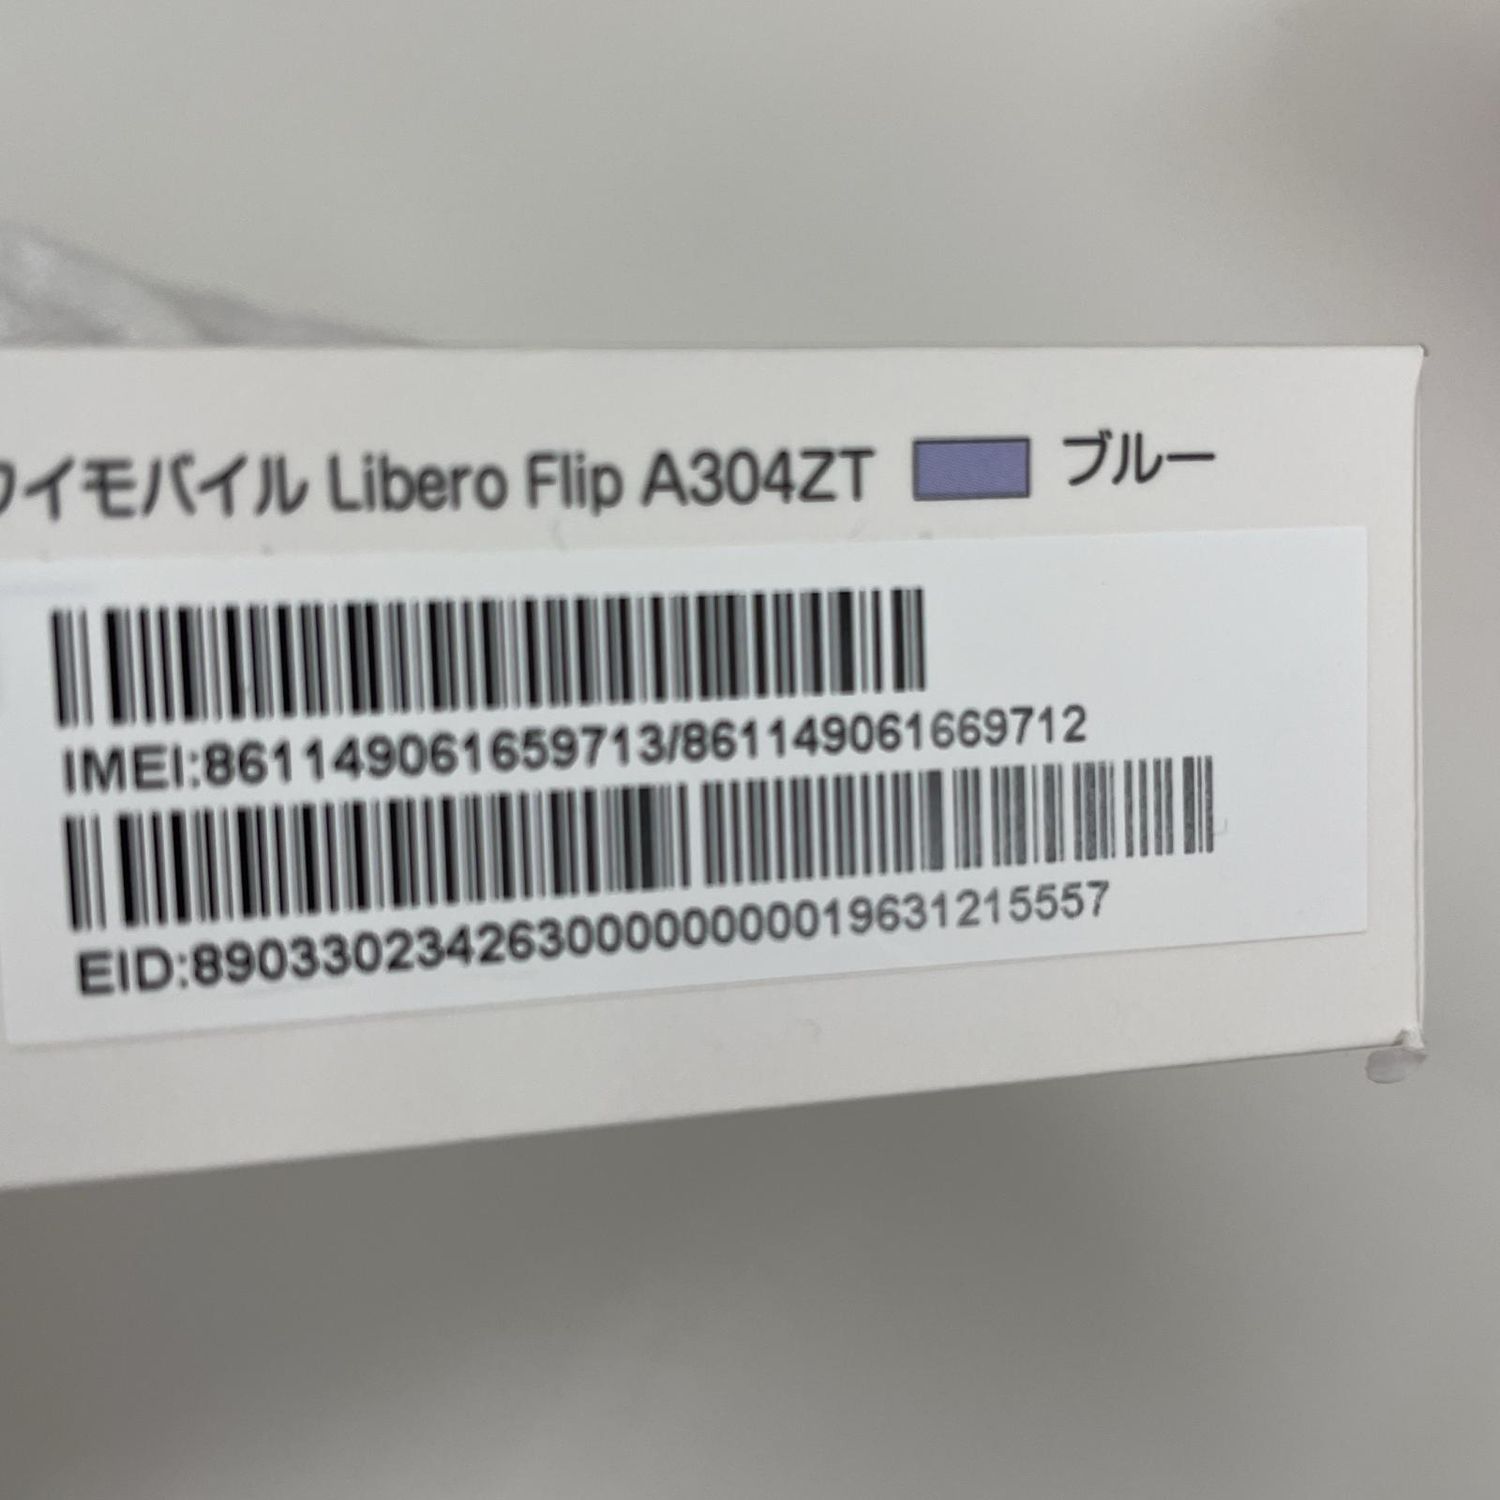 ワイモバイル Libero Flip A304ZT ブルー
IMEI:861149061659713/861149061669712
EID:89033023426300000000019631215557